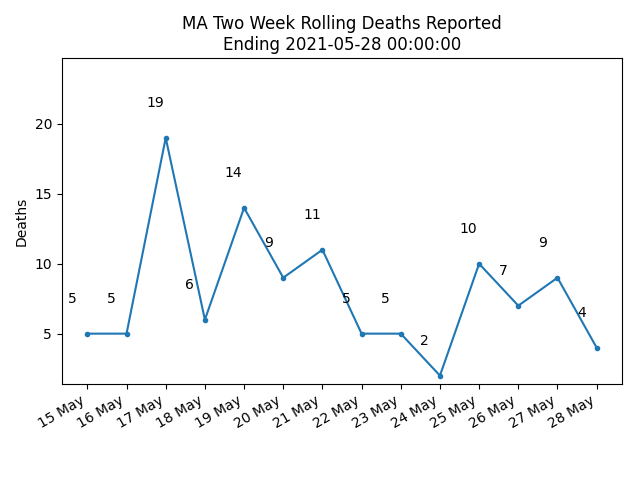 MA Two Week Rolling Deaths Reported
Ending 2021-05-28 00:00:00
Deaths
20
15
10
5
5
5
19
6
14
9
11
5
5
2
10
7
9
4
15 May
16 May
17 May
18 May
19 May
20 May
21 May
22 May
23 May
24 May
25 May
26 May
27 May
28 May